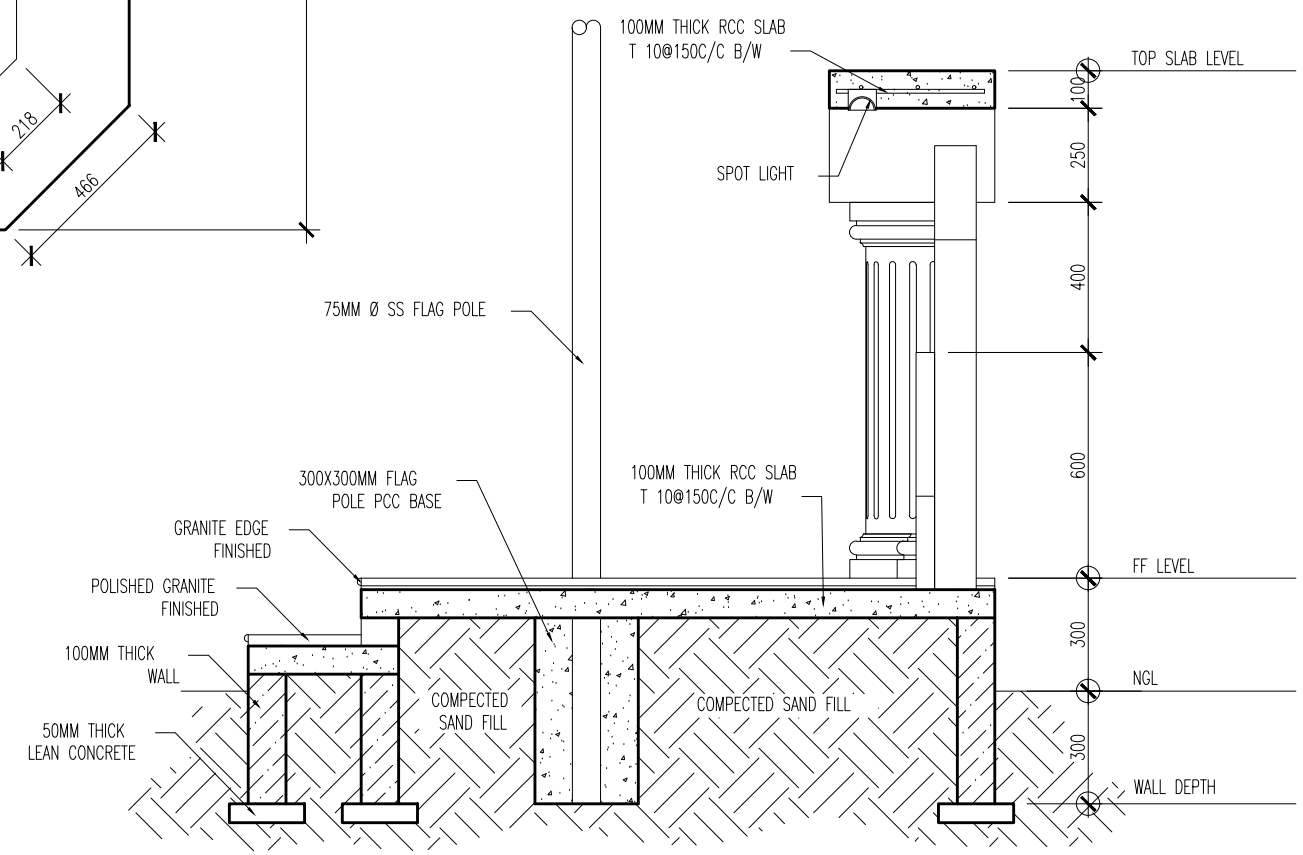 100MM THICK RCC SLAB
T 10@150C/C B/W
TOP SLAB LEVEL
100
218
466
250
SPOT LIGHT
400
75MM Ø SS FLAG POLE
600
300X300MM FLAG
POLE PCC BASE
100MM THICK RCC SLAB
T 10@150C/C B/W
GRANITE EDGE
FINISHED
FF LEVEL
POLISHED GRANITE
FINISHED
300
100MM THICK
WALL
NGL
COMPECTED
SAND FILL
COMPECTED SAND FILL
50MM THICK
LEAN CONCRETE
300
WALL DEPTH